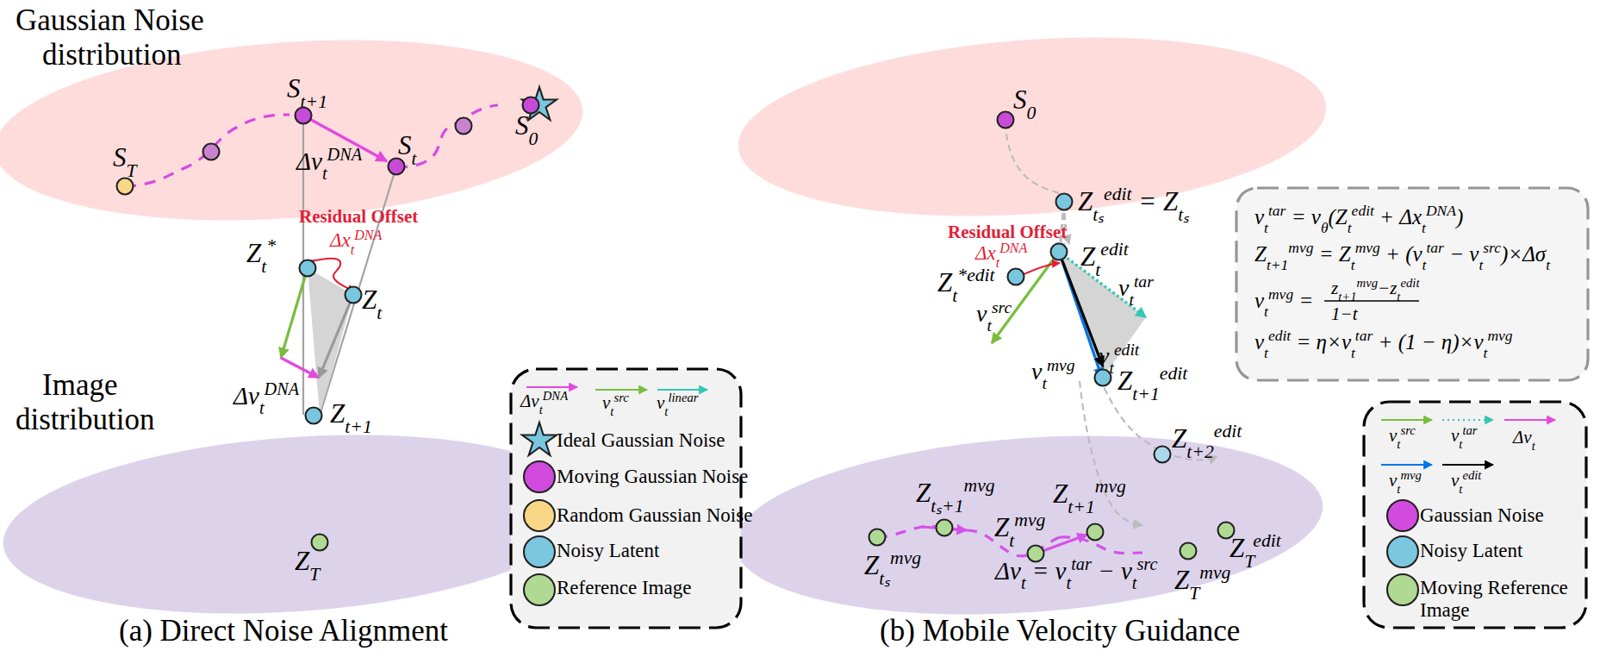 Gaussian Noise
distribution
S_{t+1}
S_T
Δv_t^{DNA}
S_t
S_0
Residual Offset
Δx_t^{DNA}
Z_t^*
Z_t
Δv_t^{DNA}
Z_{t+1}
Image
distribution
Z_T
Δv_t^{DNA} v_t^{src} v_t^{linear}
Ideal Gaussian Noise
Moving Gaussian Noise
Random Gaussian Noise
Noisy Latent
Reference Image
(a) Direct Noise Alignment
S_0
Z_{t_s}^{edit} = Z_{t_s}
Residual Offset
Δx_t^{DNA}
Z_t^{edit}
Z_t^{*edit}
v_t^{tar}
v_t^{src}
v_t^{edit}
v_t^{mvg}
Z_{t+1}^{edit}
Z_{t+2}^{edit}
Z_{t_s+1}^{mvg}
Z_{t+1}^{mvg}
Z_t^{mvg}
Z_{t_s}^{mvg}
Δv_t = v_t^{tar} − v_t^{src}
Z_T^{mvg}
Z_T^{edit}
v_t^{tar} = v_θ(Z_t^{edit} + Δx_t^{DNA})
Z_{t+1}^{mvg} = Z_t^{mvg} + (v_t^{tar} − v_t^{src})×Δσ_t
v_t^{mvg} = \frac{z_{t+1}^{mvg}−z_t^{edit}}{1−t}
v_t^{edit} = η×v_t^{tar} + (1 − η)×v_t^{mvg}
v_t^{src} v_t^{tar} Δv_t
v_t^{mvg} v_t^{edit}
Gaussian Noise
Noisy Latent
Moving Reference
Image
(b) Mobile Velocity Guidance